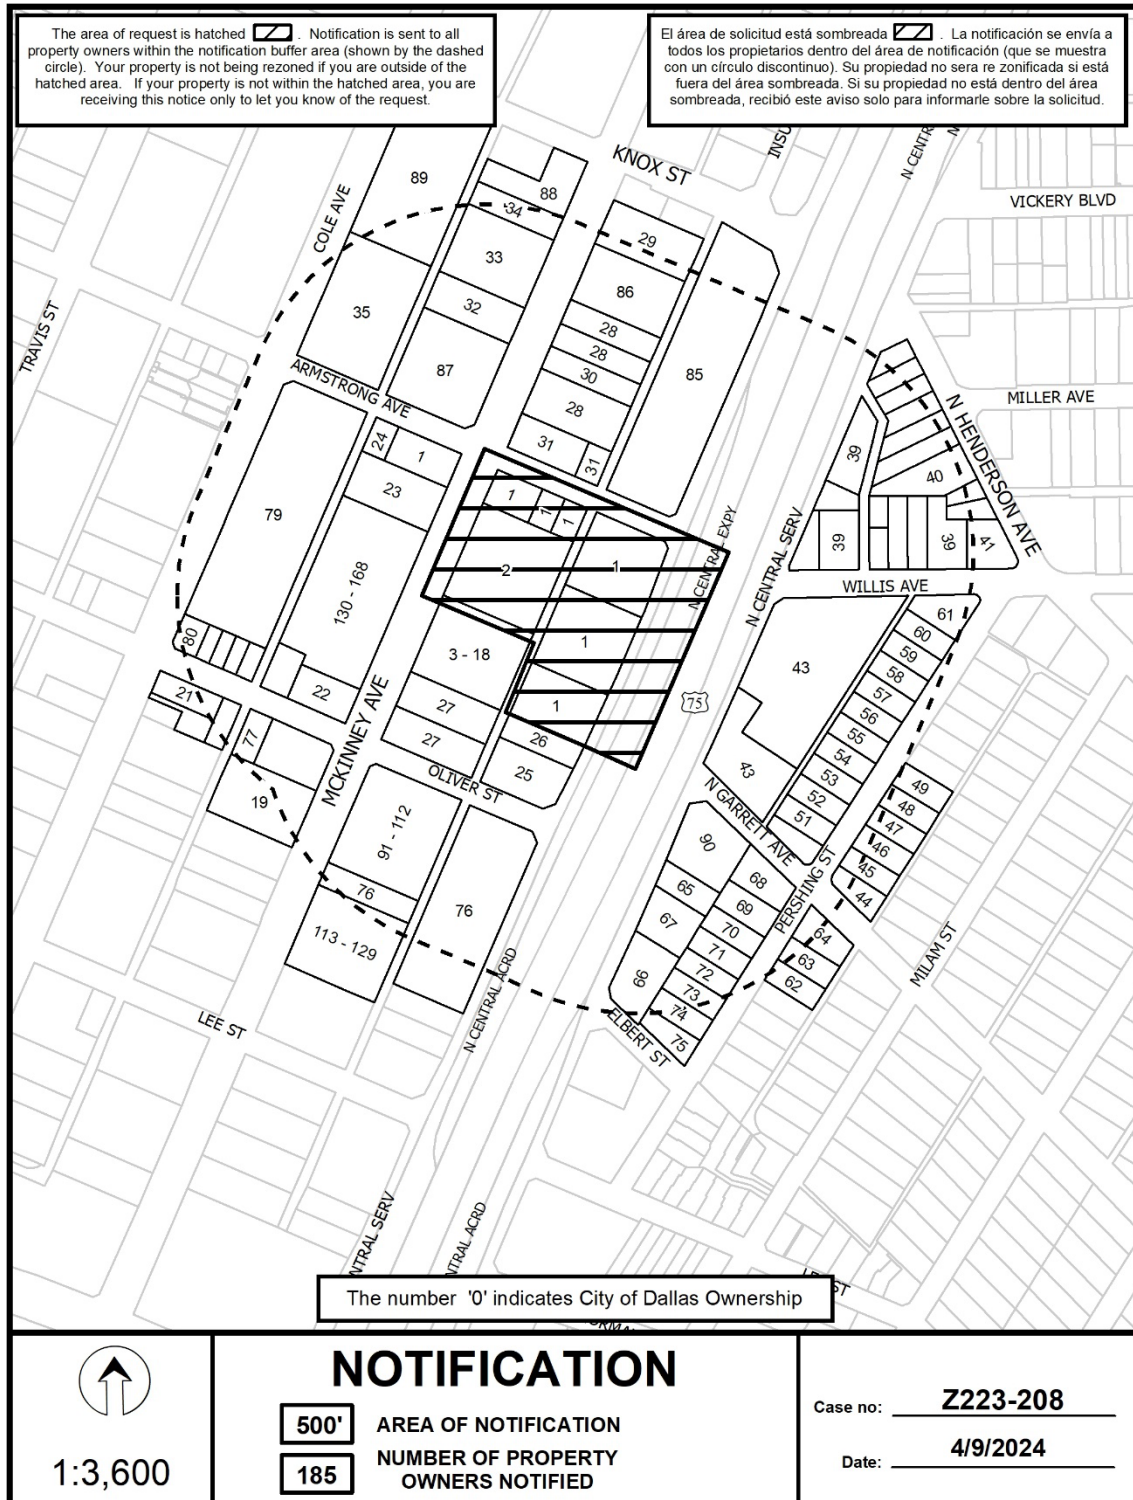 The area of request is hatched . Notification is sent to all
property owners within the notification buffer area (shown by the dashed
circle). Your property is not being rezoned if you are outside of the
hatched area. If your property is not within the hatched area, you are
receiving this notice only to let you know of the request.
El área de solicitud está sombreada . La notificación se envía a
todos los propietarios dentro del área de notificación (que se muestra
con un círculo discontinuo). Su propiedad no sera re zonificada si está
fuera del área sombreada. Si su propiedad no está dentro del área
sombreada, recibió este aviso solo para informarle sobre la solicitud.
KNOX ST
INSU
N CENTR
N
VICKERY BLVD
COLE AVE
TRAVIS ST
ARMSTRONG AVE
MILLER AVE
N HENDERSON AVE
N CENTRAL EXPY
N CENTRAL SERV
WILLIS AVE
75
MCKINNEY AVE
OLIVER ST
N GARRETT AVE
PERSHING ST
MILAM ST
N CENTRAL ACRD
ELBERT ST
LEE ST
NTRAL SERV
NTRAL ACRD
89
88
34
33
32
35
87
29
86
28
28
30
28
31
31
85
24
1
23
79
130 - 168
80
21
22
77
19
1
1
1
2
1
1
1
3 - 18
27
27
26
25
91 - 112
76
76
113 - 129
39
40
39
39
41
43
43
61
60
59
58
57
56
55
54
53
52
51
49
48
47
46
45
44
90
68
65
69
67
70
71
72
66
73
74
75
64
63
62
The number '0' indicates City of Dallas Ownership
1:3,600
NOTIFICATION
500' AREA OF NOTIFICATION
185 NUMBER OF PROPERTY
OWNERS NOTIFIED
Case no: Z223-208
Date: 4/9/2024